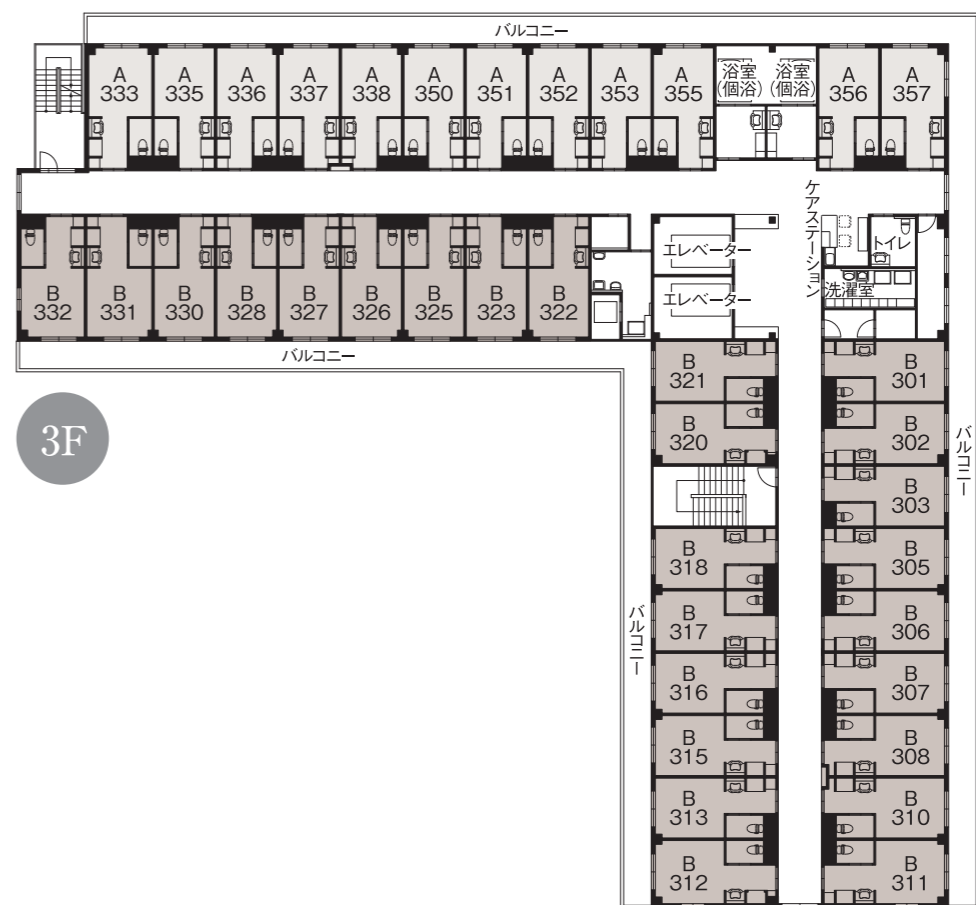 バルコニー
A
333
A
335
A
336
A
337
A
338
A
350
A
351
A
352
A
353
A
355
浴室
(個浴)
浴室
(個浴)
A
356
A
357
ケアステーション
エレベーター
トイレ
エレベーター
洗濯室
B
332
B
331
B
330
B
328
B
327
B
326
B
325
B
323
B
322
バルコニー
B
321
B
301
3F
B
320
B
302
バルコニー
B
303
B
318
B
305
バルコニー
B
317
B
306
B
316
B
307
B
315
B
308
B
313
B
310
B
312
B
311